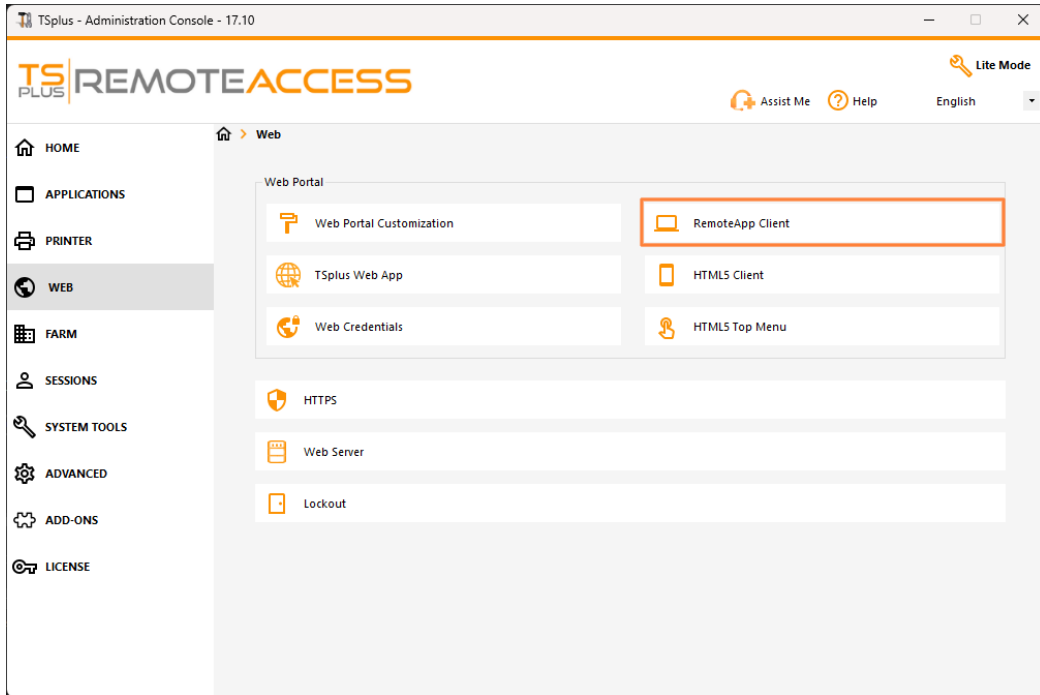 TSplus - Administration Console - 17.10
TS PLUS REMOTEACCESS
Lite Mode
Assist Me
Help
English
HOME
APPLICATIONS
PRINTER
WEB
FARM
SESSIONS
SYSTEM TOOLS
ADVANCED
ADD-ONS
LICENSE
> Web
Web Portal
Web Portal Customization
RemoteApp Client
TSplus Web App
HTML5 Client
Web Credentials
HTML5 Top Menu
HTTPS
Web Server
Lockout